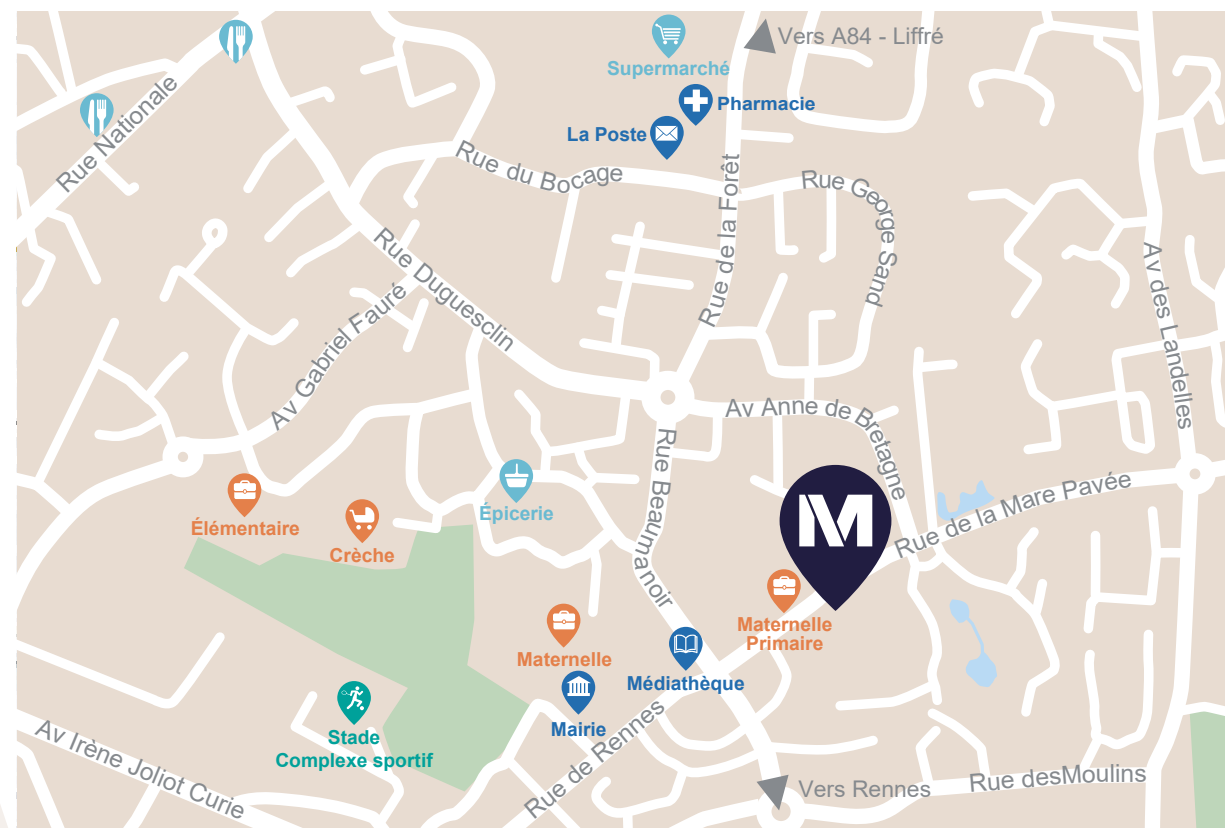 Vers A84 - Liffré
Supermarché
Pharmacie
La Poste
Rue Nationale
Rue du Bocage
Rue de la Forêt
Rue George Sand
Rue Duguesclin
Av des Landelles
Av Gabriel Fauré
Av Anne de Bretagne
Rue Beaumanoir
M
Rue de la Mare Pavée
Élémentaire
Épicerie
Crèche
Maternelle
Primaire
Maternelle
Médiathèque
Mairie
Stade
Complexe sportif
Rue de Rennes
Av Irène Joliot Curie
Vers Rennes
Rue desMoulins